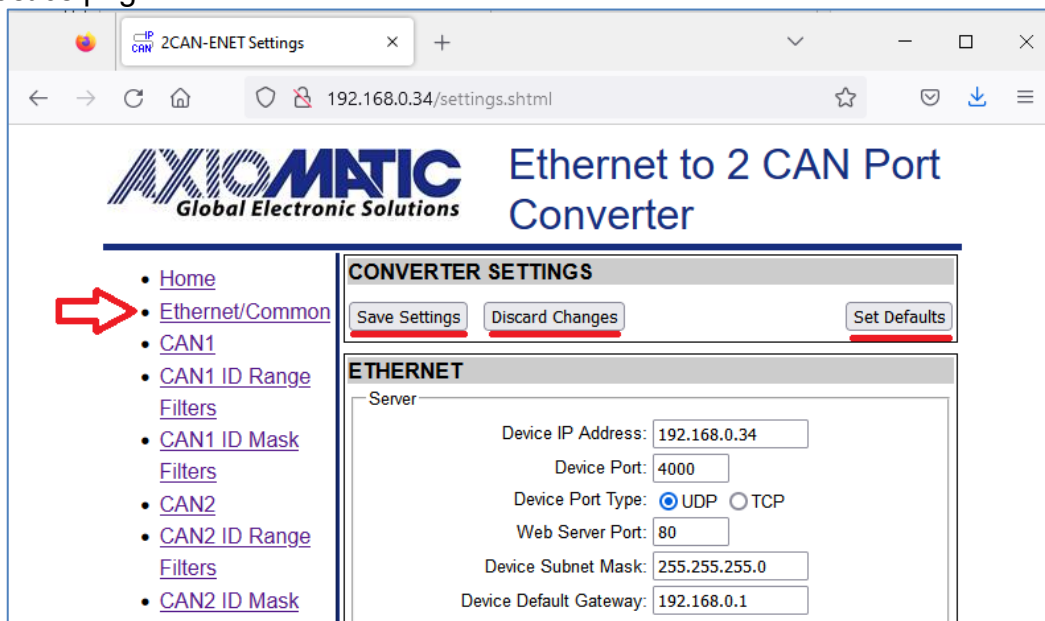 2CAN-ENET Settings
192.168.0.34/settings.shtml
AXIOMATIC
Global Electronic Solutions
Ethernet to 2 CAN Port
Converter
Home
Ethernet/Common
CAN1
CAN1 ID Range
Filters
CAN1 ID Mask
Filters
CAN2
CAN2 ID Range
Filters
CAN2 ID Mask
CONVERTER SETTINGS
Save Settings Discard Changes Set Defaults
ETHERNET
Server
Device IP Address: 192.168.0.34
Device Port: 4000
Device Port Type: UDP TCP
Web Server Port: 80
Device Subnet Mask: 255.255.255.0
Device Default Gateway: 192.168.0.1